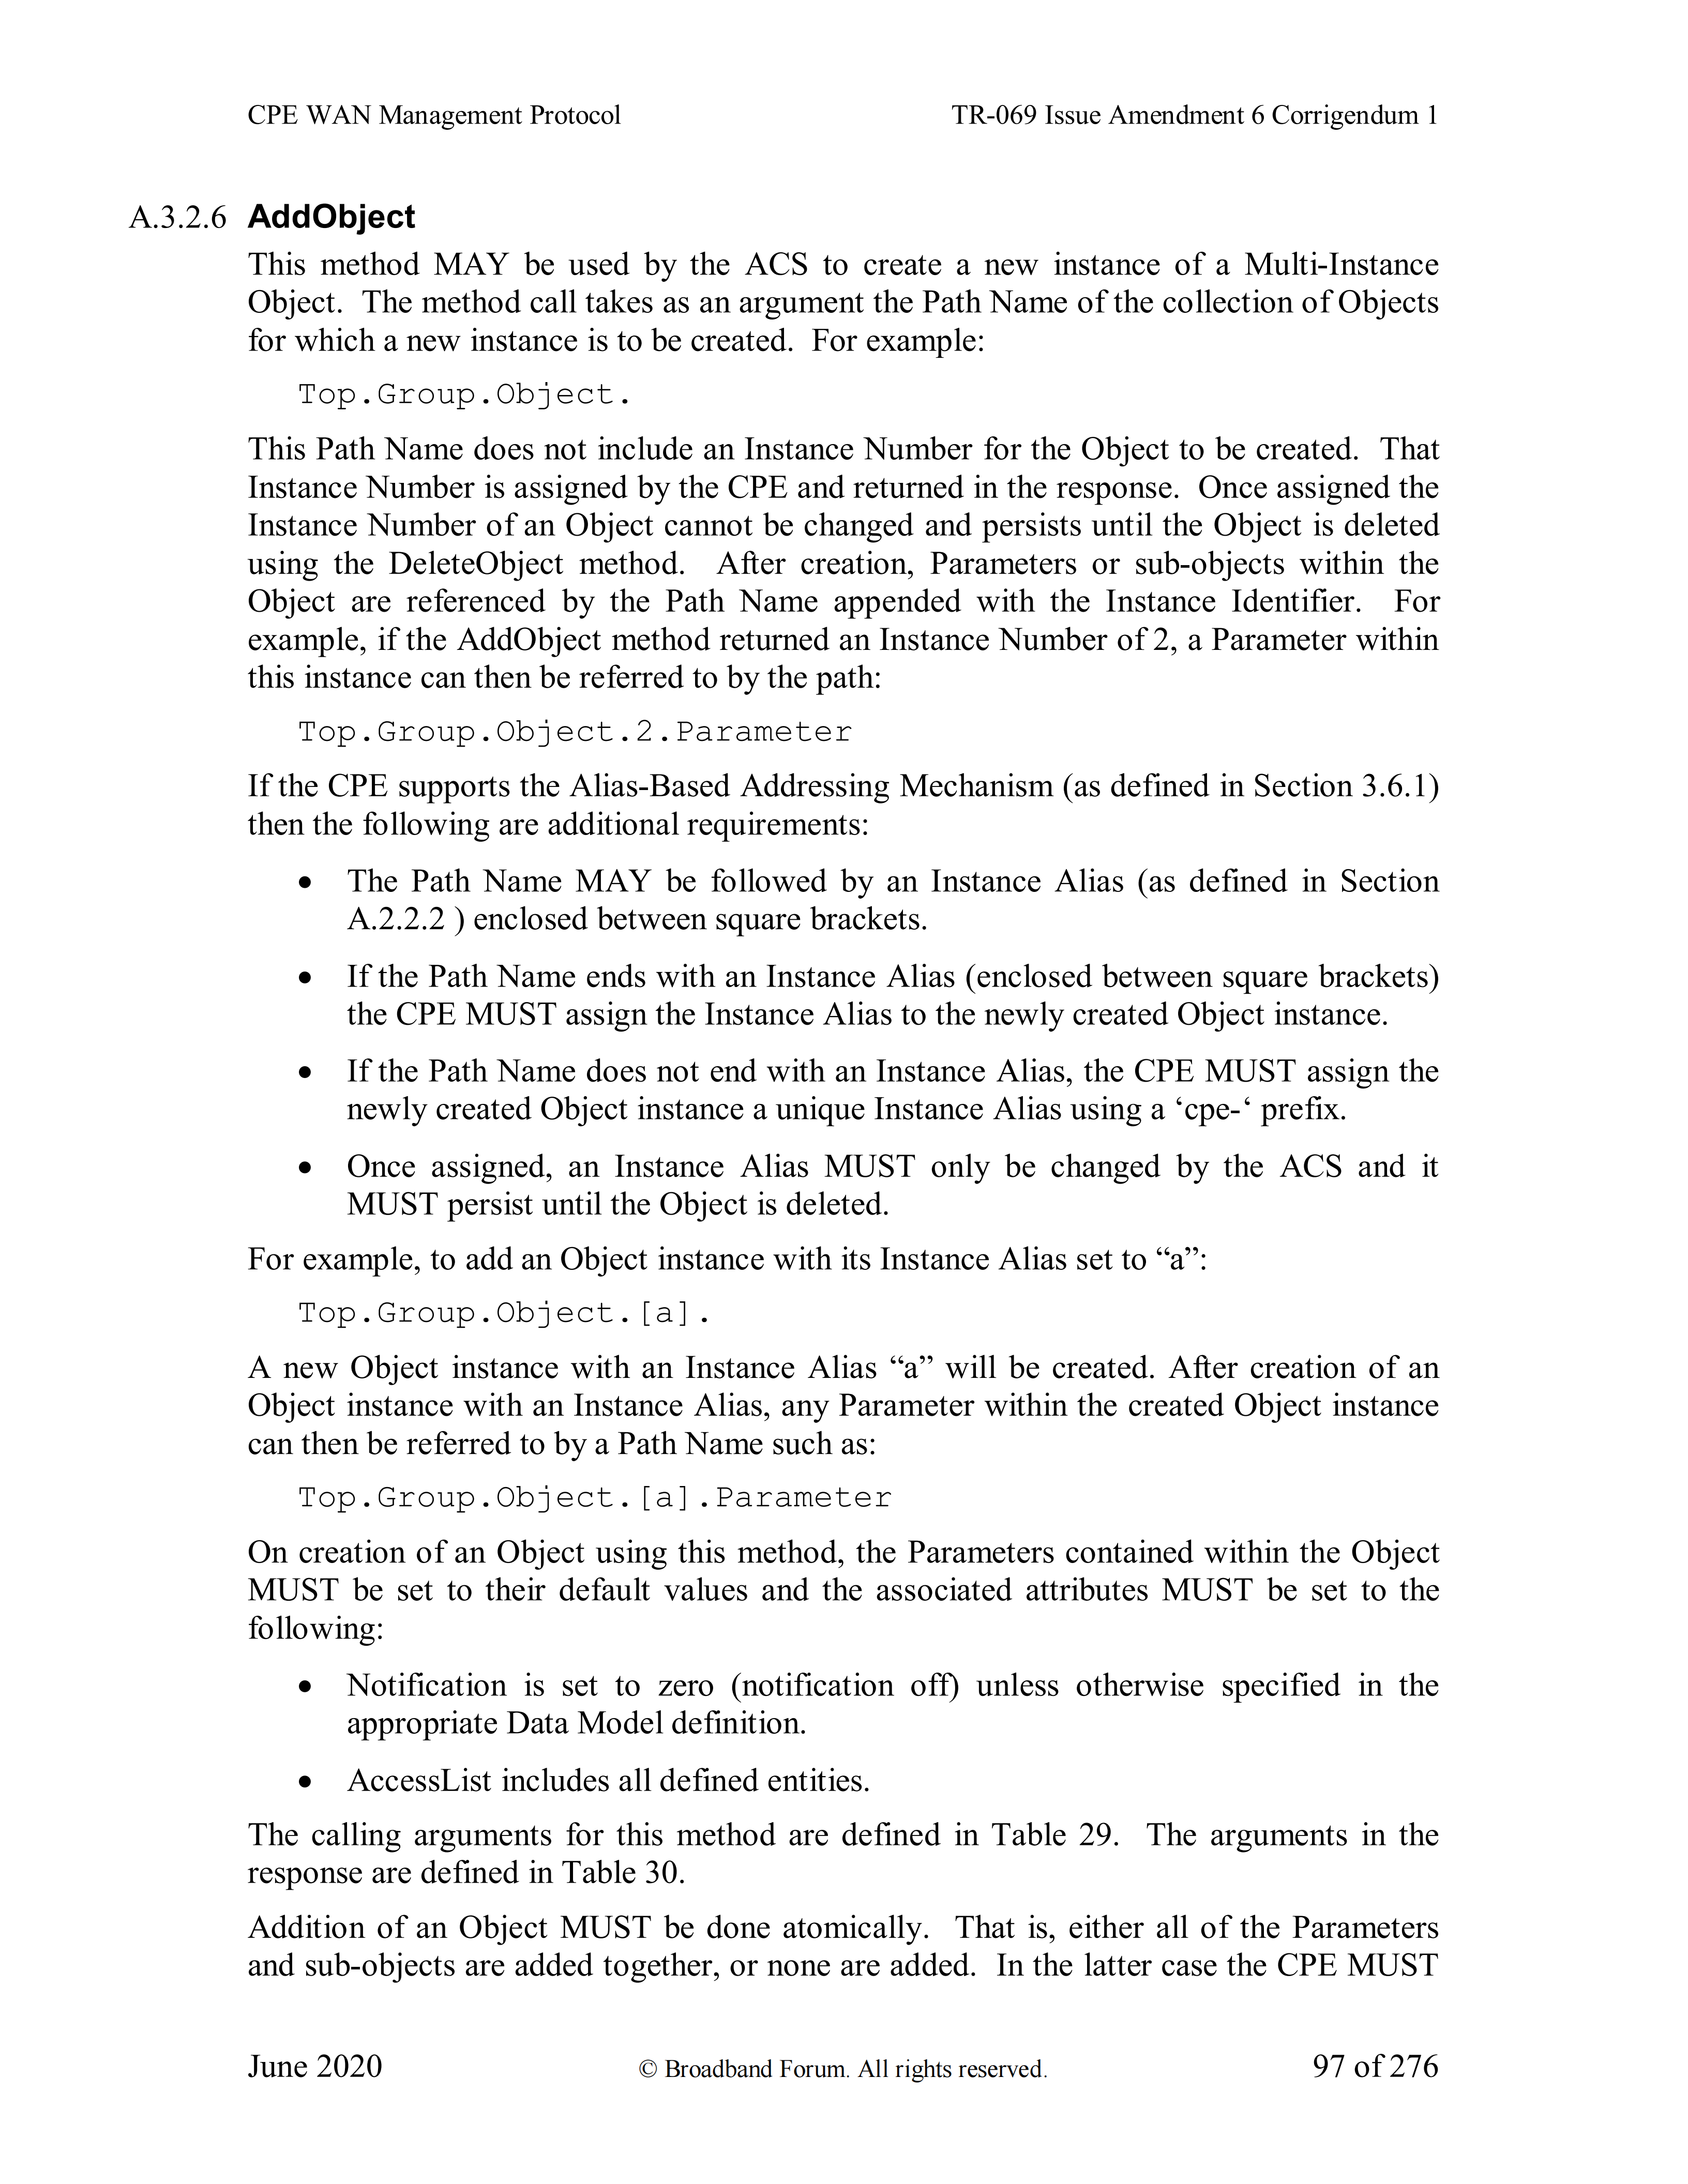 CPE WAN Management Protocol TR-069 Issue Amendment 6 Corrigendum 1
A.3.2.6 AddObject
This method MAY be used by the ACS to create a new instance of a Multi-Instance
Object. The method call takes as an argument the Path Name of the collection of Objects
for which a new instance is to be created. For example:
Top.Group.Object.
This Path Name does not include an Instance Number for the Object to be created. That
Instance Number is assigned by the CPE and returned in the response. Once assigned the
Instance Number of an Object cannot be changed and persists until the Object is deleted
using the DeleteObject method. After creation, Parameters or sub-objects within the
Object are referenced by the Path Name appended with the Instance Identifier. For
example, if the AddObject method returned an Instance Number of 2, a Parameter within
this instance can then be referred to by the path:
Top.Group.Object.2.Parameter
If the CPE supports the Alias-Based Addressing Mechanism (as defined in Section 3.6.1)
then the following are additional requirements:
• The Path Name MAY be followed by an Instance Alias (as defined in Section
A.2.2.2 ) enclosed between square brackets.
• If the Path Name ends with an Instance Alias (enclosed between square brackets)
the CPE MUST assign the Instance Alias to the newly created Object instance.
• If the Path Name does not end with an Instance Alias, the CPE MUST assign the
newly created Object instance a unique Instance Alias using a ‘cpe-‘ prefix.
• Once assigned, an Instance Alias MUST only be changed by the ACS and it
MUST persist until the Object is deleted.
For example, to add an Object instance with its Instance Alias set to “a”:
Top.Group.Object.[a].
A new Object instance with an Instance Alias “a” will be created. After creation of an
Object instance with an Instance Alias, any Parameter within the created Object instance
can then be referred to by a Path Name such as:
Top.Group.Object.[a].Parameter
On creation of an Object using this method, the Parameters contained within the Object
MUST be set to their default values and the associated attributes MUST be set to the
following:
• Notification is set to zero (notification off) unless otherwise specified in the
appropriate Data Model definition.
• AccessList includes all defined entities.
The calling arguments for this method are defined in Table 29. The arguments in the
response are defined in Table 30.
Addition of an Object MUST be done atomically. That is, either all of the Parameters
and sub-objects are added together, or none are added. In the latter case the CPE MUST
June 2020 © Broadband Forum. All rights reserved. 97 of 276